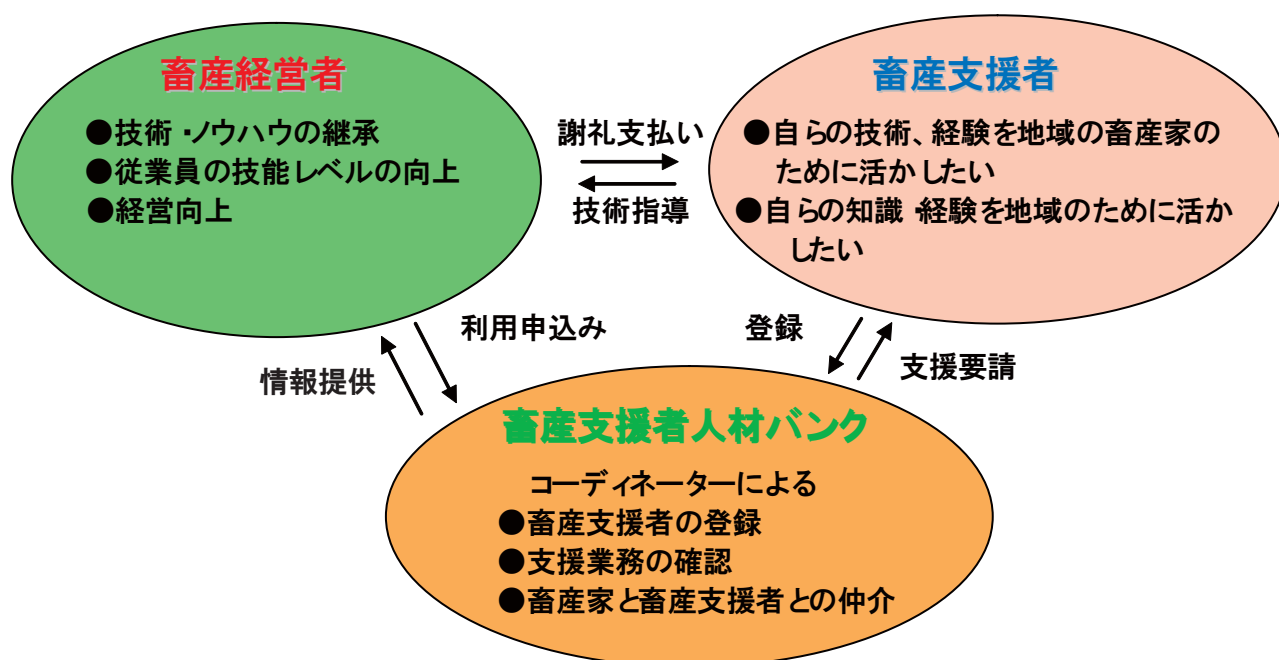 畜産経営者
●技術・ノウハウの継承
●従業員の技能レベルの向上
●経営向上
謝礼支払い
技術指導
畜産支援者
●自らの技術、経験を地域の畜産家の
ために活かしたい
●自らの知識・経験を地域のために活か
したい
利用申込み
情報提供
登録
支援要請
畜産支援者人材バンク
コーディネーターによる
●畜産支援者の登録
●支援業務の確認
●畜産家と畜産支援者との仲介